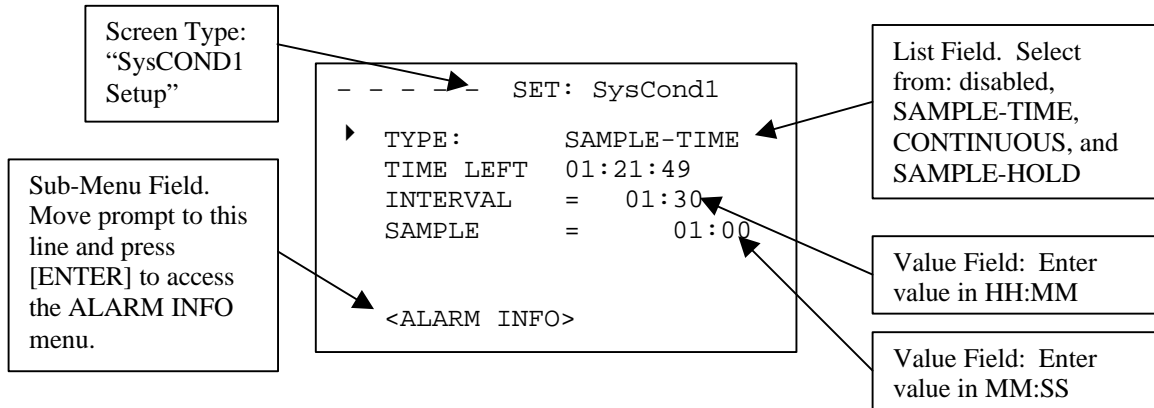 Screen Type:
“SysCOND1
Setup”
- - - - - SET: SysCond1
TYPE: SAMPLE-TIME
TIME LEFT 01:21:49
INTERVAL = 01:30
SAMPLE = 01:00
<ALARM INFO>
Sub-Menu Field.
Move prompt to this
line and press
[ENTER] to access
the ALARM INFO
menu.
List Field. Select
from: disabled,
SAMPLE-TIME,
CONTINUOUS, and
SAMPLE-HOLD
Value Field: Enter
value in HH:MM
Value Field: Enter
value in MM:SS